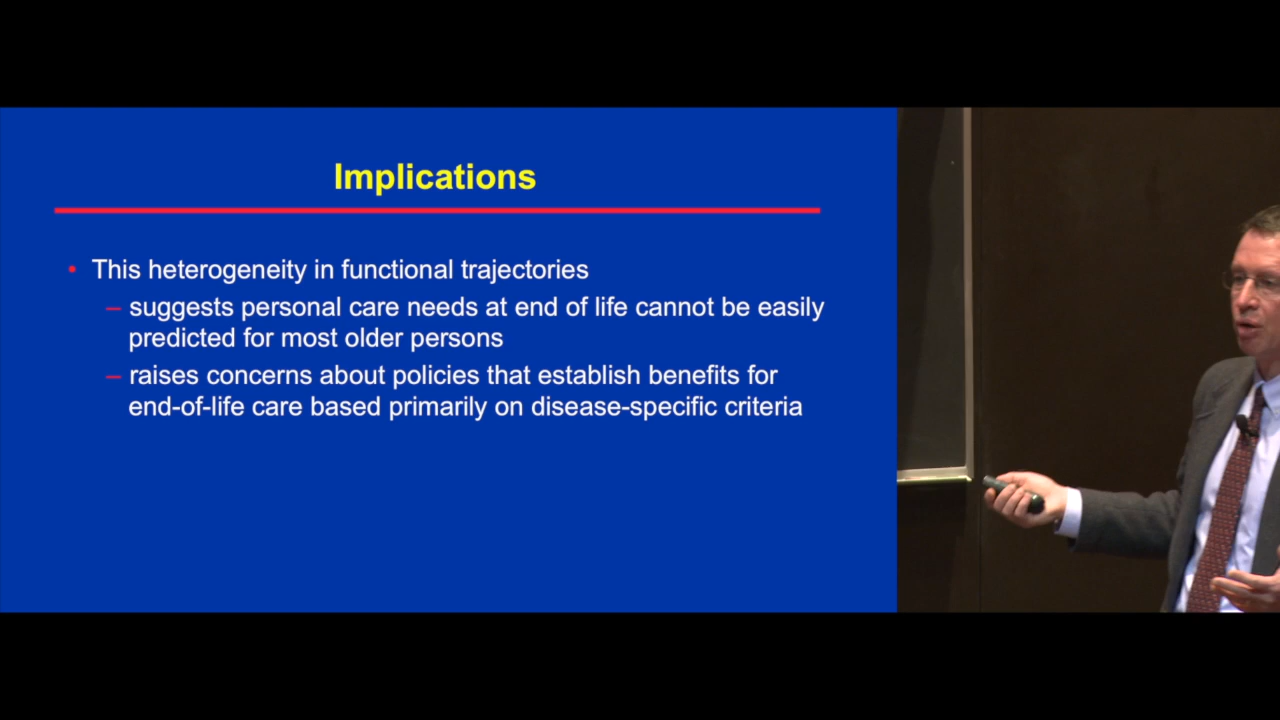 Implications
• This heterogeneity in functional trajectories
– suggests personal care needs at end of life cannot be easily
predicted for most older persons
– raises concerns about policies that establish benefits for
end-of-life care based primarily on disease-specific criteria